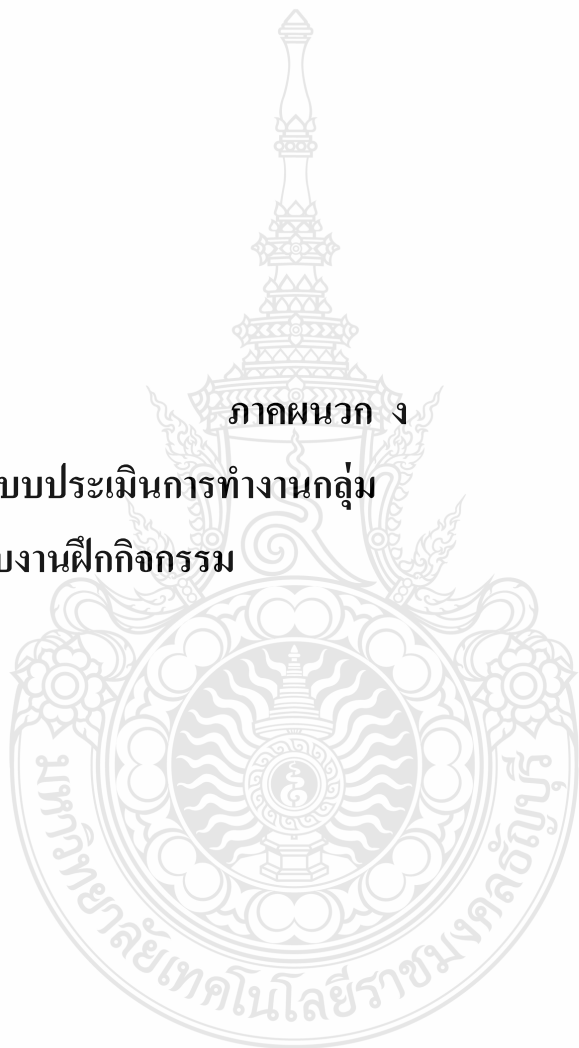 ภาคผนวก ง
บบประเมินการทำงานกลุ่ม
บงานฝึกกิจกรรม
มหาวิทยาลัยเทคโนโลยีราชมงคลธัญบุรี